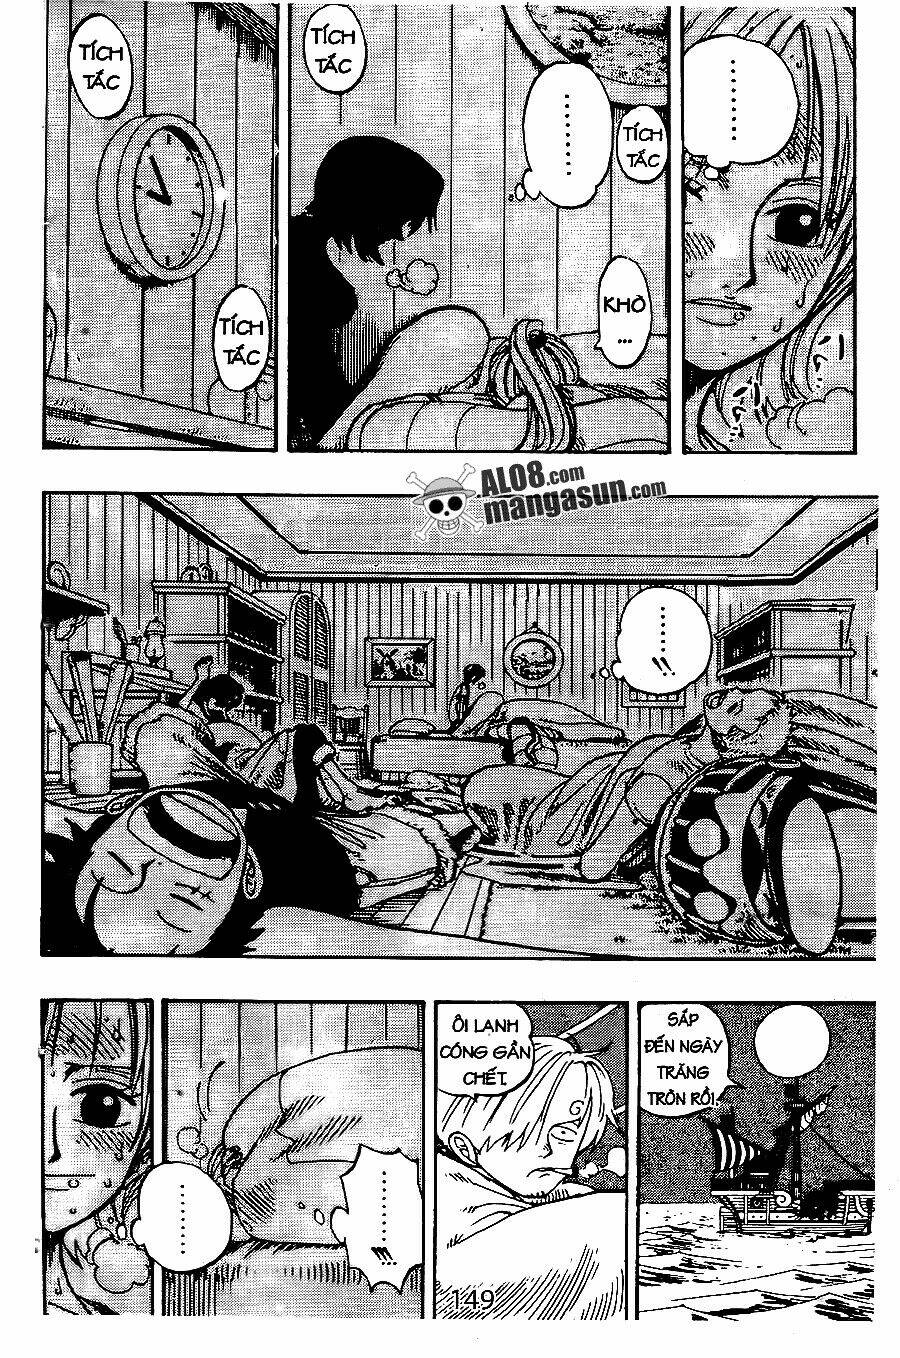 TÍCH
TẮC
TÍCH
TẮC
TÍCH
TẮC
TÍCH
TẮC
KHÒ
...
AL08.com
mangasun.com
ÔI LẠNH
CÓNG GẦN
CHẾT.
SẮP
ĐẾN NGÀY
TRĂNG
TRÒN RỒI.
149